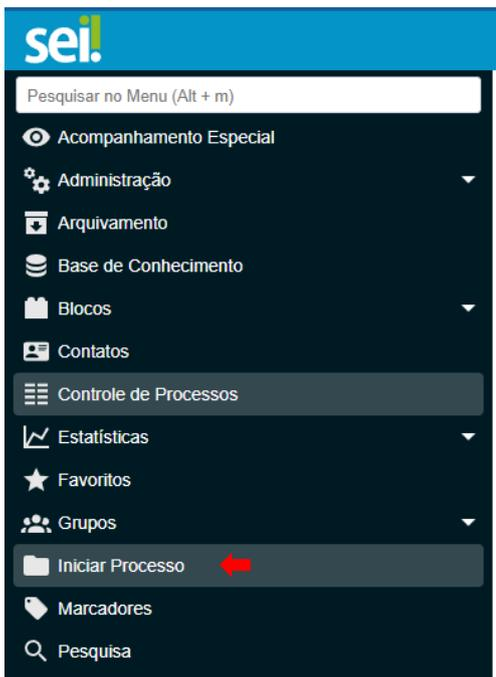 sei!
Pesquisar no Menu (Alt + m)
Acompanhamento Especial
Administração
Arquivamento
Base de Conhecimento
Blocos
Contatos
Controle de Processos
Estatísticas
Favoritos
Grupos
Iniciar Processo
Marcadores
Pesquisa